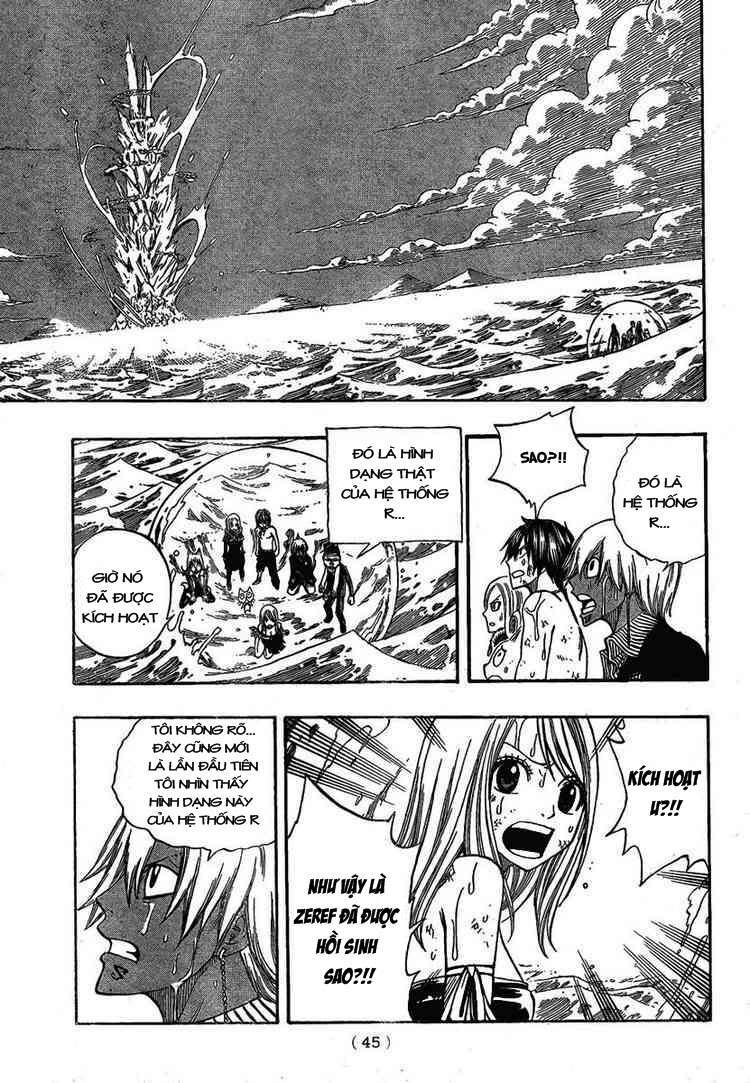 SAO?!!
ĐÓ LÀ
HỆ THỐNG
R...
ĐÓ LÀ HÌNH
DẠNG THẬT
CỦA HỆ THỐNG
R...
GIỜ NÓ
ĐÃ ĐƯỢC
KÍCH HOẠT
KÍCH HOẠT
Ư?!!
NHƯ VẬY LÀ
ZEREF ĐÃ ĐƯỢC
HỒI SINH
SAO?!!
TÔI KHÔNG RÕ...
ĐÂY CŨNG MỚI
LÀ LẦN ĐẦU TIÊN
TÔI NHÌN THẤY
HÌNH DẠNG NÀY
CỦA HỆ THỐNG R
( 45 )